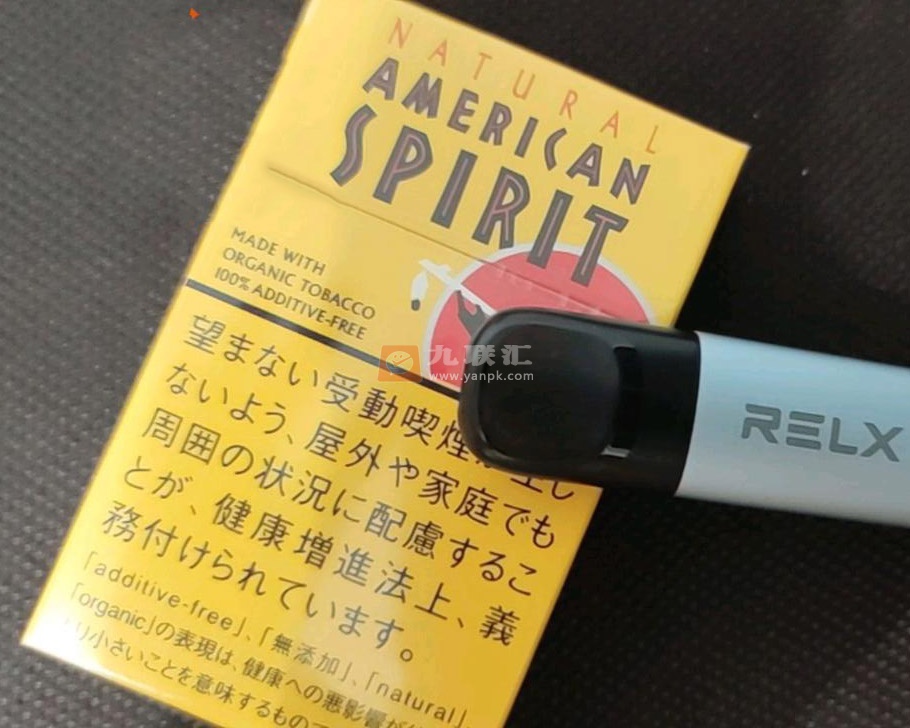 NATURAL
AMERICAN
SPIRIT
MADE WITH
ORGANIC TOBACCO
100% ADDITIVE-FREE
望まない受動喫煙
ないよう、屋外や家庭でも
周囲の状況に配慮するこ
とが、健康増進法上、義
務付けられています。
「additive-free」、「無添加」、「natural」
「organic」の表現は、健康への悪影響が
り小さいことを意味するもので
九联汇
www.yanpk.com
RELX